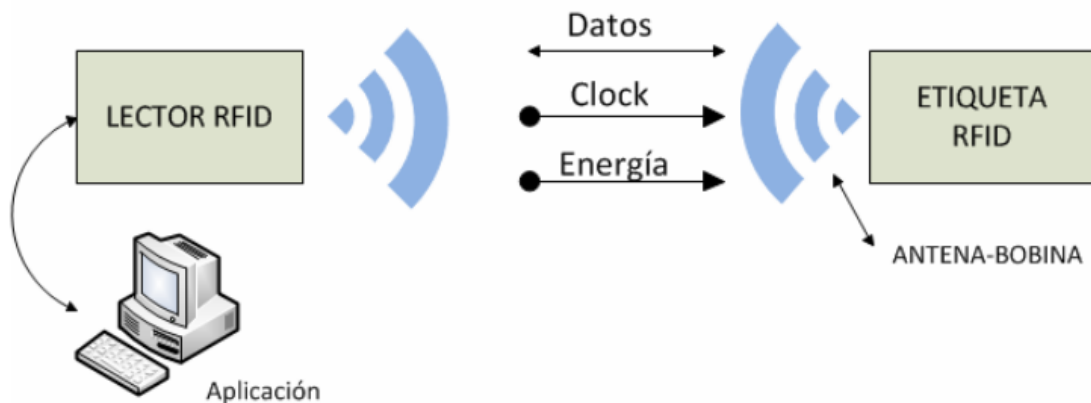 Datos
LECTOR RFID
Clock
ETIQUETA
RFID
Energía
ANTENA-BOBINA
Aplicación